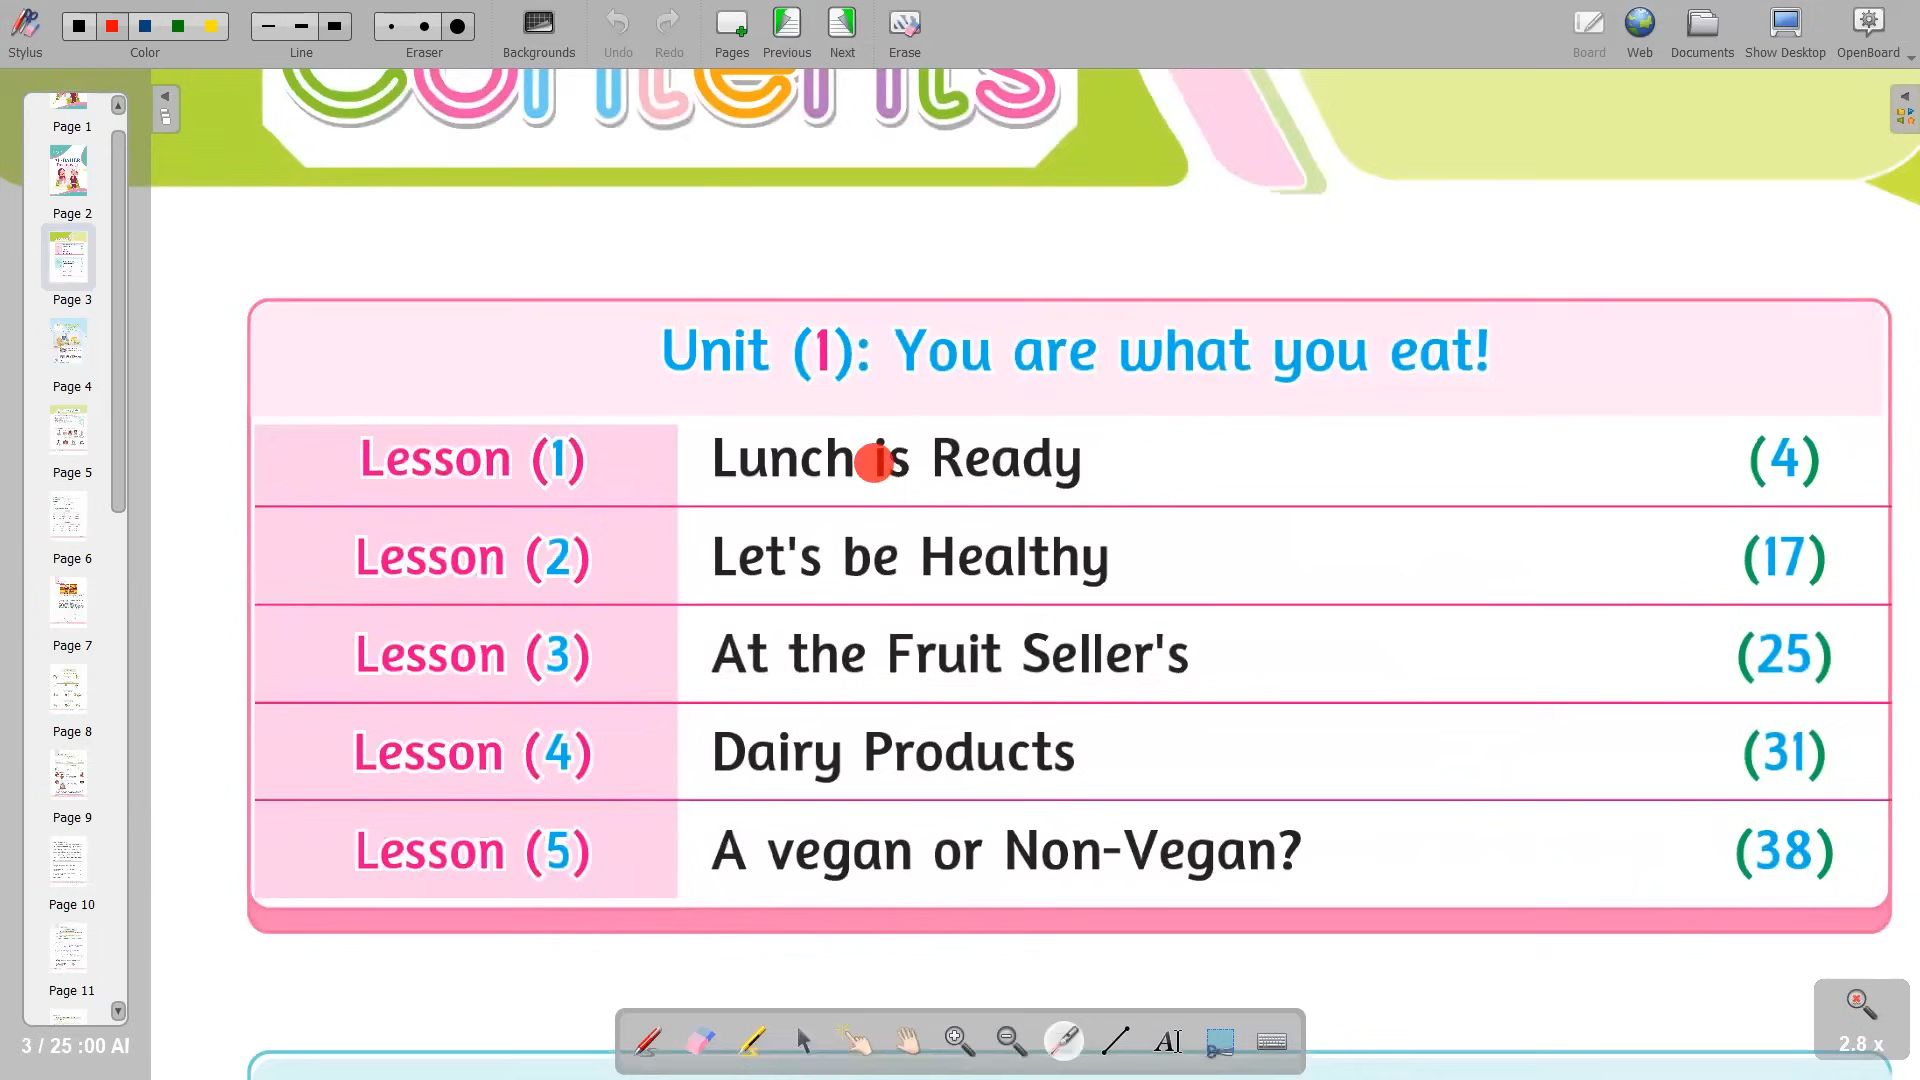 Stylus
Color
Line
Eraser
Backgrounds
Undo
Redo
Pages
Previous
Next
Erase
Board
Web
Documents
Show Desktop
OpenBoard
Contents
Page 1
Page 2
Page 3
Page 4
Page 5
Page 6
Page 7
Page 8
Page 9
Page 10
Page 11
3 / 25 :00 AI
Unit (1): You are what you eat!
Lesson (1) Lunch is Ready (4)
Lesson (2) Let's be Healthy (17)
Lesson (3) At the Fruit Seller's (25)
Lesson (4) Dairy Products (31)
Lesson (5) A vegan or Non-Vegan? (38)
2.8 x